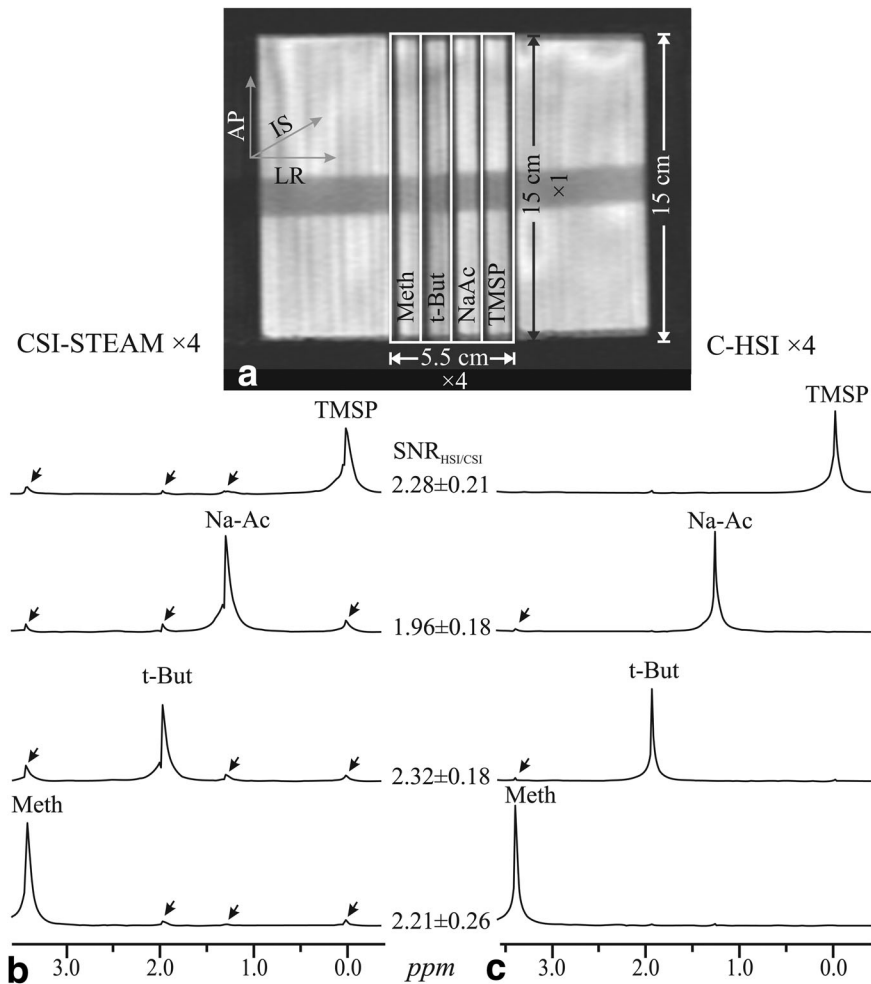 AP
IS
LR
Meth
t-But
NaAc
TMSP
15 cm
×1
15 cm
5.5 cm
×4
a
CSI-STEAM ×4
C-HSI ×4
TMSP
SNR HSI/CSI
TMSP
2.28±0.21
Na-Ac
Na-Ac
1.96±0.18
t-But
t-But
2.32±0.18
Meth
Meth
2.21±0.26
b
3.0 2.0 1.0 0.0
ppm
c
3.0 2.0 1.0 0.0